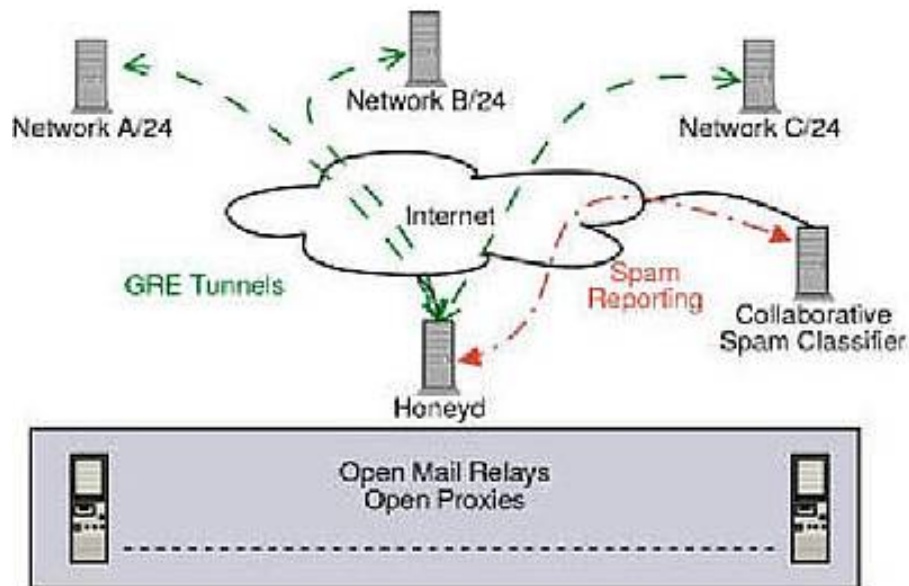 Network A/24
Network B/24
Network C/24
Internet
GRE Tunnels
Spam
Reporting
Collaborative
Spam Classifier
Honeyd
Open Mail Relays
Open Proxies